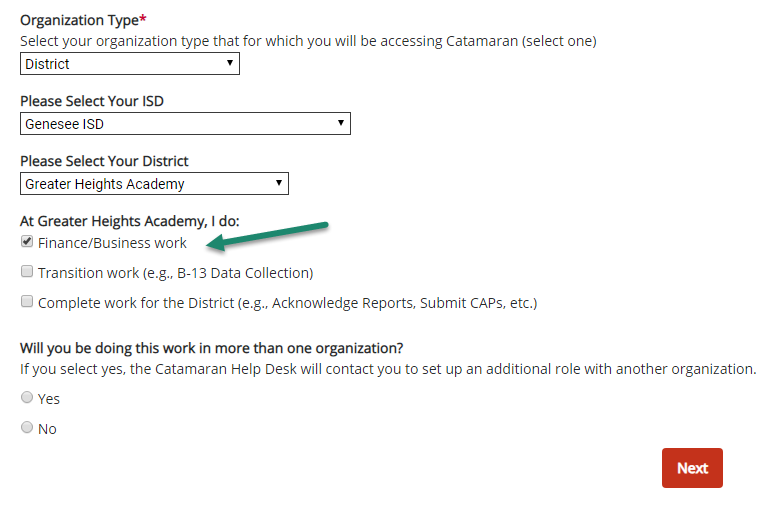 Organization Type*
Select your organization type that for which you will be accessing Catamaran (select one)
District
Please Select Your ISD
Genesee ISD
Please Select Your District
Greater Heights Academy
At Greater Heights Academy, I do:
Finance/Business work
Transition work (e.g., B-13 Data Collection)
Complete work for the District (e.g., Acknowledge Reports, Submit CAPs, etc.)
Will you be doing this work in more than one organization?
If you select yes, the Catamaran Help Desk will contact you to set up an additional role with another organization.
Yes
No
Next